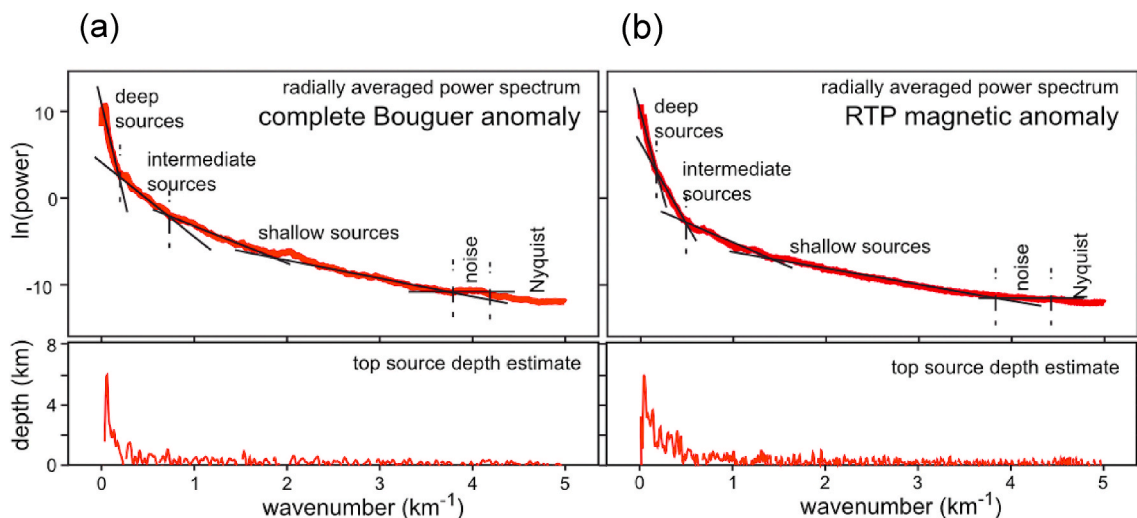 (a)
radially averaged power spectrum
complete Bouguer anomaly
deep
sources
intermediate
sources
shallow sources
noise
Nyquist
ln(power)
10
0
-10
top source depth estimate
depth (km)
8
4
0
0 1 2 3 4 5
wavenumber (km-1)
(b)
radially averaged power spectrum
RTP magnetic anomaly
deep
sources
intermediate
sources
shallow sources
noise
Nyquist
top source depth estimate
0 1 2 3 4 5
wavenumber (km-1)